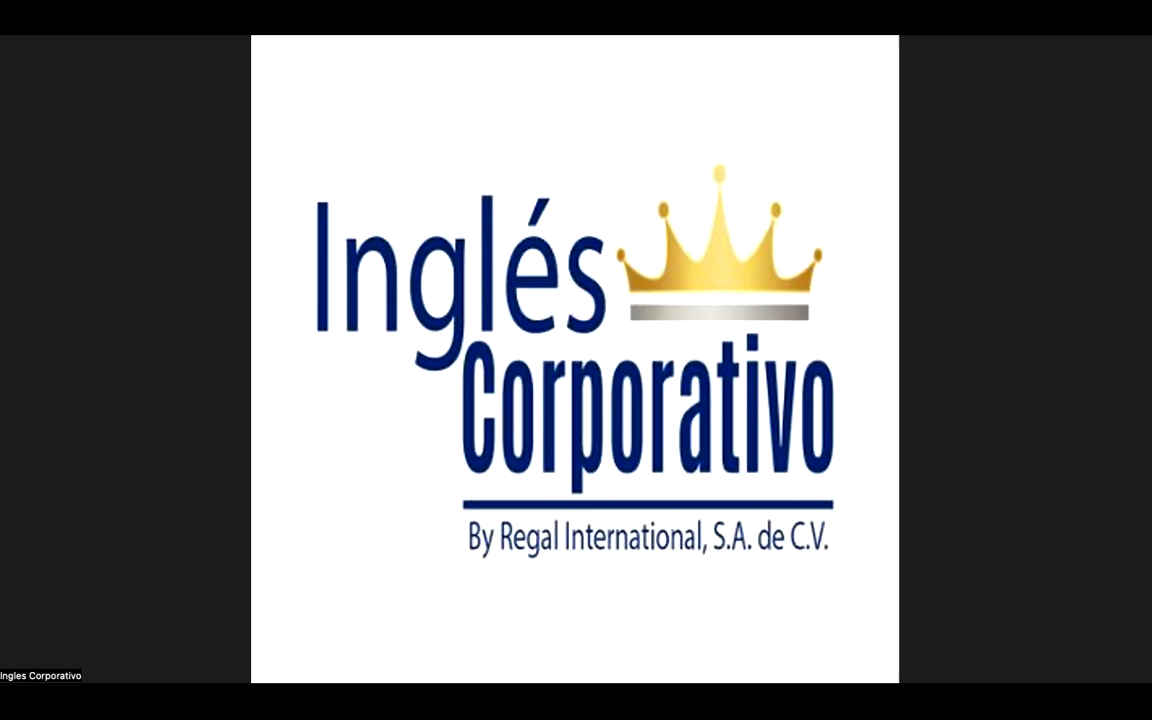 Inglés
Corporativo
By Regal International, S.A. de C.V.
Ingles Corporativo